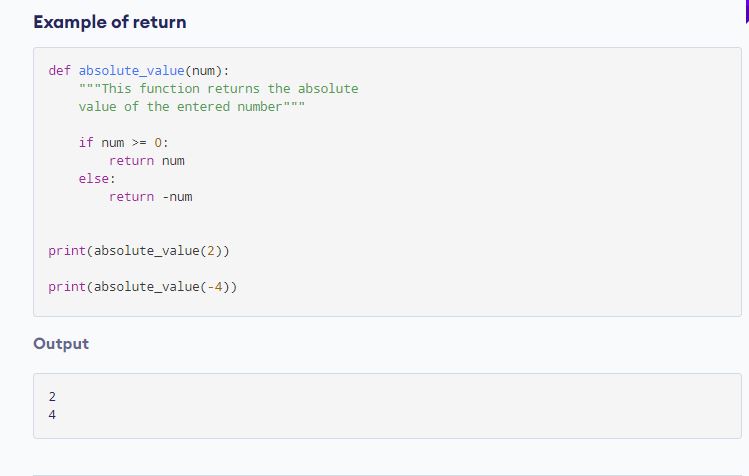 Example of return
def absolute_value(num):
    """This function returns the absolute
    value of the entered number"""
    if num >= 0:
        return num
    else:
        return -num
print(absolute_value(2))
print(absolute_value(-4))
Output
2
4